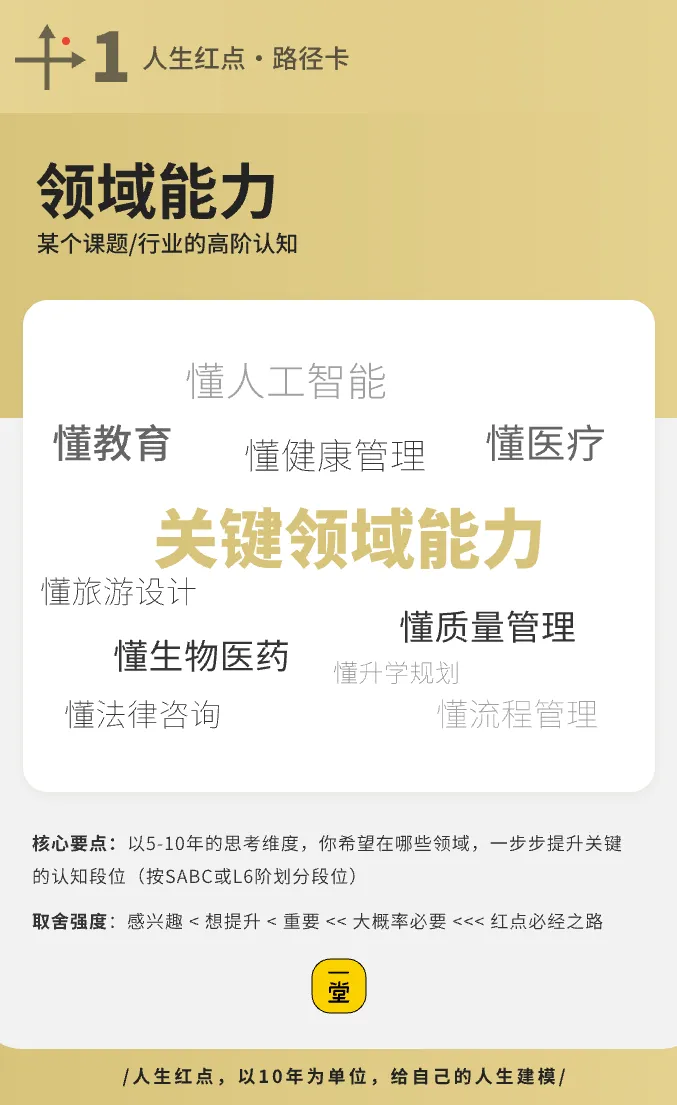 1 人生红点·路径卡
领域能力
某个课题/行业的高阶认知
懂人工智能
懂教育 懂健康管理 懂医疗
关键领域能力
懂旅游设计
懂质量管理
懂生物医药
懂升学规划
懂法律咨询 懂流程管理
核心要点：以5-10年的思考维度，你希望在哪些领域，一步步提升关键
的认知段位（按SABC或L6阶划分段位）
取舍强度：感兴趣 < 想提升 < 重要 << 大概率必要 <<< 红点必经之路
一堂
/人生红点，以10年为单位，给自己的人生建模/